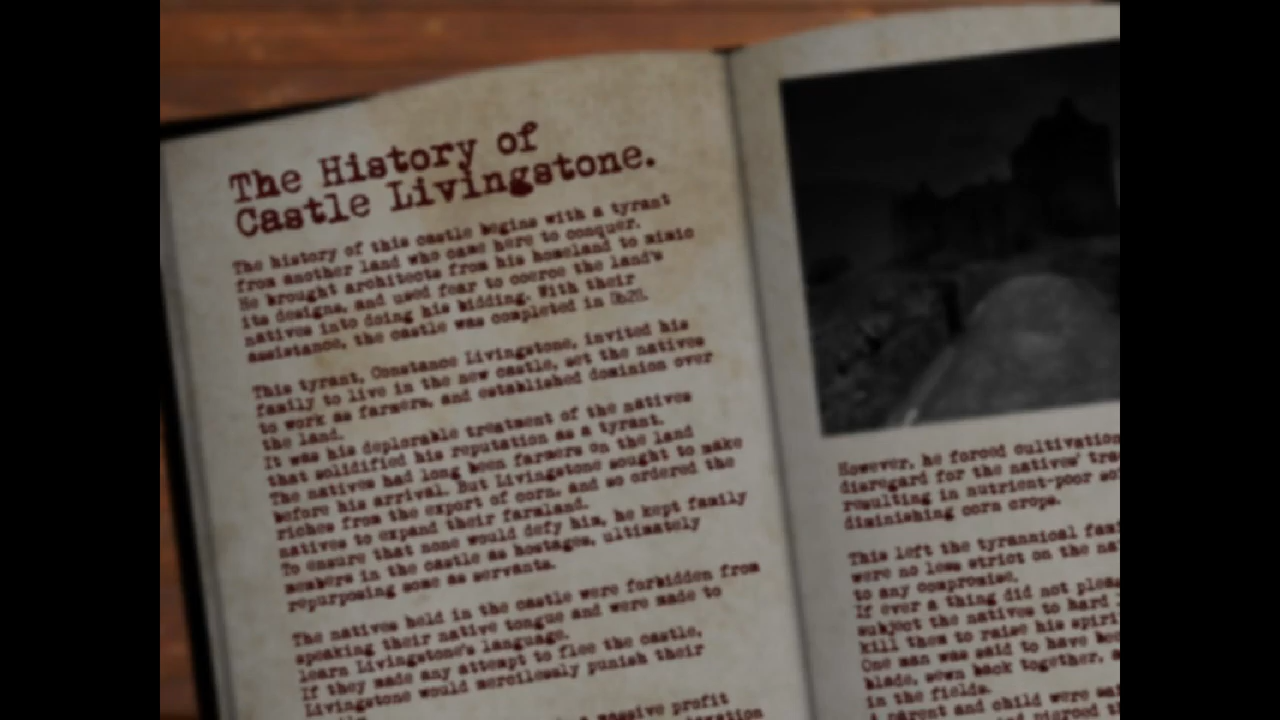 The History of
Castle Livingstone.
The history of this castle begins with a tyrant
from another land who came here to conquer.
He brought architects from his homeland to mimic
its designs, and used fear to coerce the land's
natives into doing his bidding. With their
assistance, the castle was completed in
This tyrant, Constance Livingstone, invited his
family to live in the new castle, set the natives
to work as farmers, and established dominion over
the land.
It was his deplorable treatment of the natives
that solidified his reputation as a tyrant.
The natives had long been farmers on the land
before his arrival. But Livingstone sought to make
riches from the export of corn, and so ordered the
natives to expand their farmland.
To ensure that none would defy him, he kept family
members in the castle as hostages, ultimately
repurposing some as servants.
The natives held in the castle were forbidden from
speaking their native tongue and were made to
learn Livingstone's language.
If they made any attempt to flee the castle,
Livingstone would mercilessly punish their
massive profit
However, he forced cultivation
disregard for the natives'
resulting in nutrient-poor
diminishing corn crops.
This left the tyrannical
were no less strict on the
to any compromise.
If ever a thing did not
subject the natives to hard
kill them to raise his
One man was said to have
blade, sewn back together,
in the fields.
A parent and child were